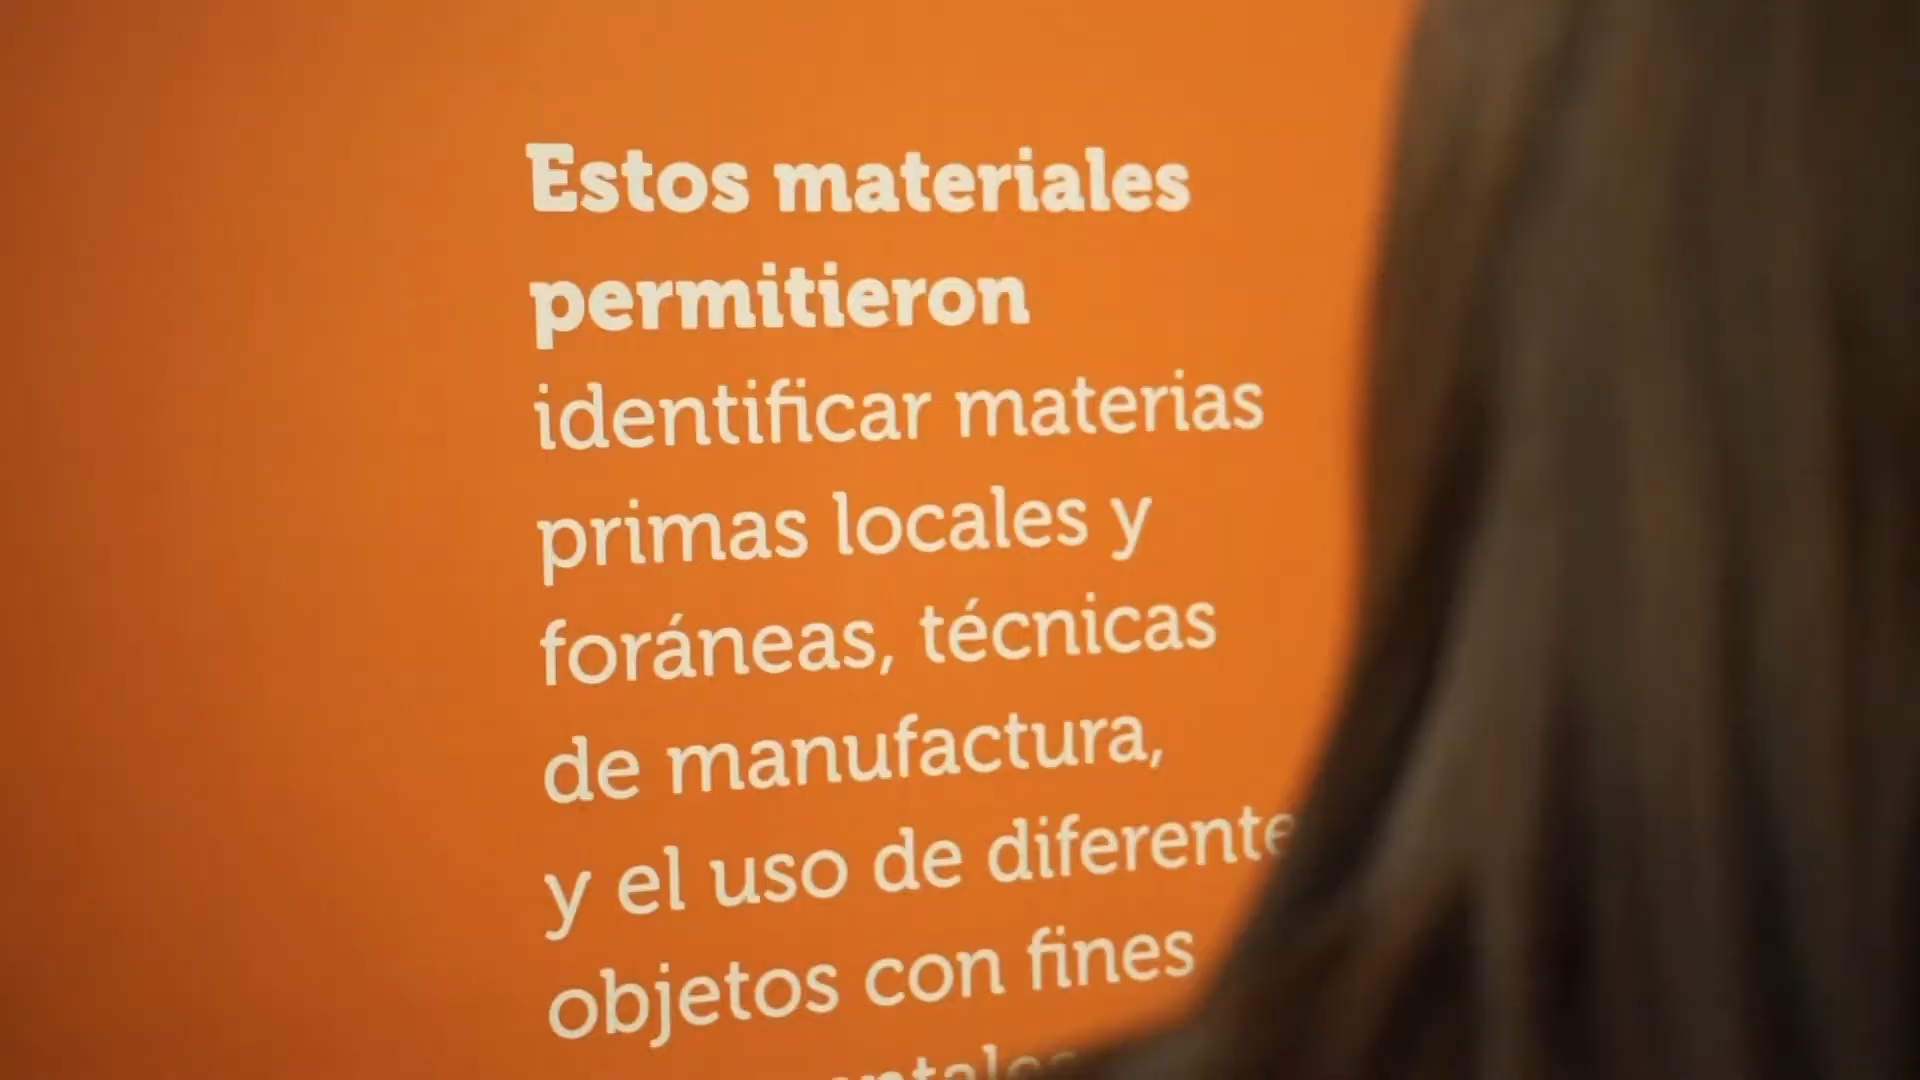 Estos materiales
permitieron
identificar materias
primas locales y
foráneas, técnicas
de manufactura,
y el uso de diferente
objetos con fines